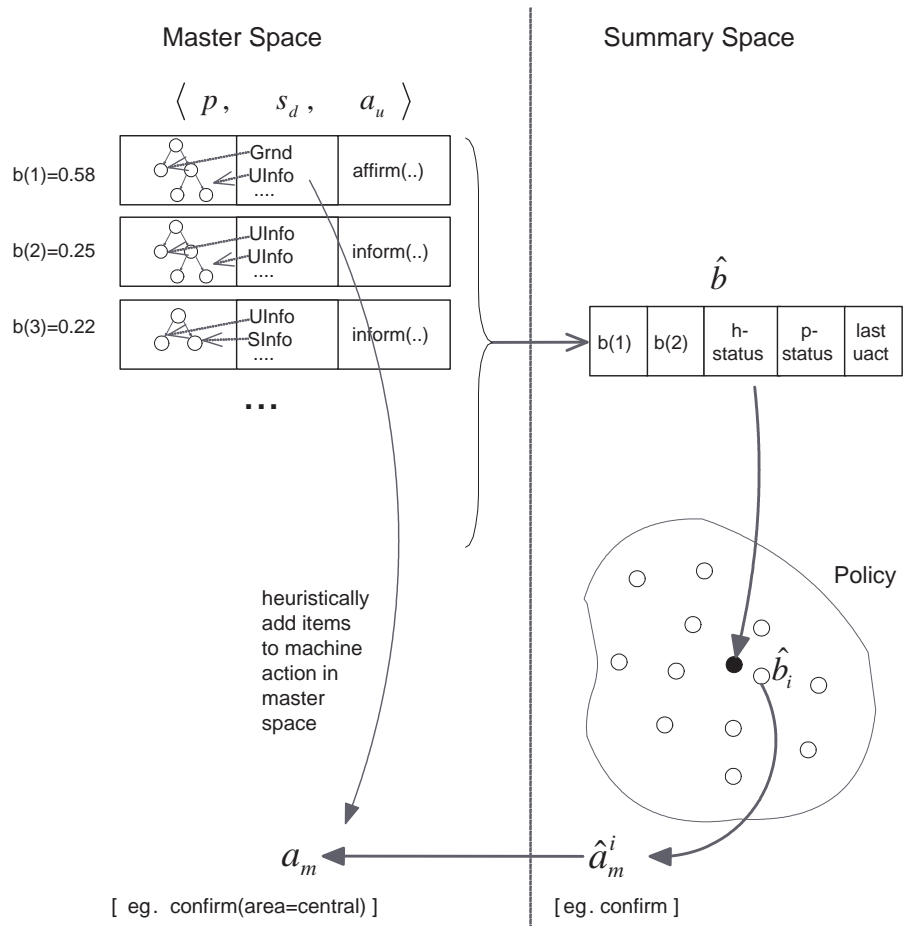 Master Space
Summary Space
⟨ p , s_d , a_u ⟩
b(1)=0.58
Grnd
UInfo
....
affirm(..)
b(2)=0.25
UInfo
UInfo
....
inform(..)
b(3)=0.22
UInfo
SInfo
....
inform(..)
...
b̂
b(1)
b(2)
h-
status
p-
status
last
uact
Policy
b̂_i
heuristically
add items
to machine
action in
master
space
a_m
â_m^i
[ eg. confirm(area=central) ]
[ eg. confirm ]